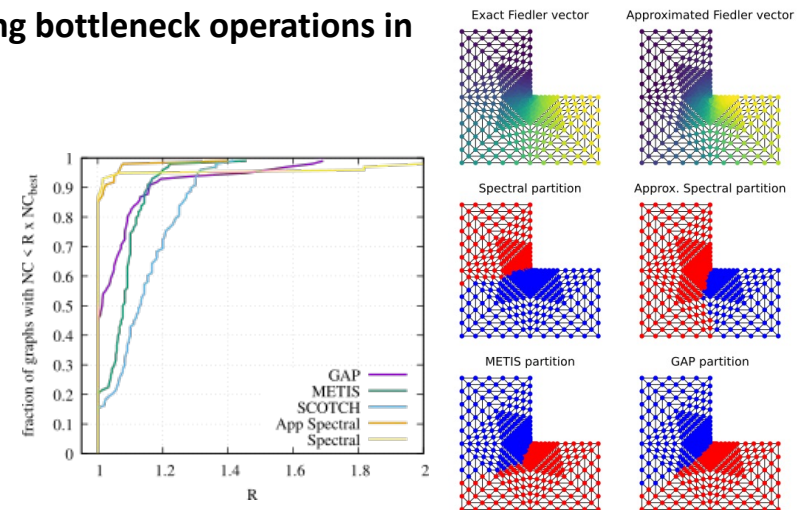 ng bottleneck operations in
Exact Fiedler vector
Approximated Fiedler vector
Spectral partition
Approx. Spectral partition
METIS partition
GAP partition
fraction of graphs with NC < R x NCbest
1
0.9
0.8
0.7
0.6
0.5
0.4
0.3
0.2
0.1
0
GAP
METIS
SCOTCH
App Spectral
Spectral
1
1.2
1.4
1.6
1.8
2
R